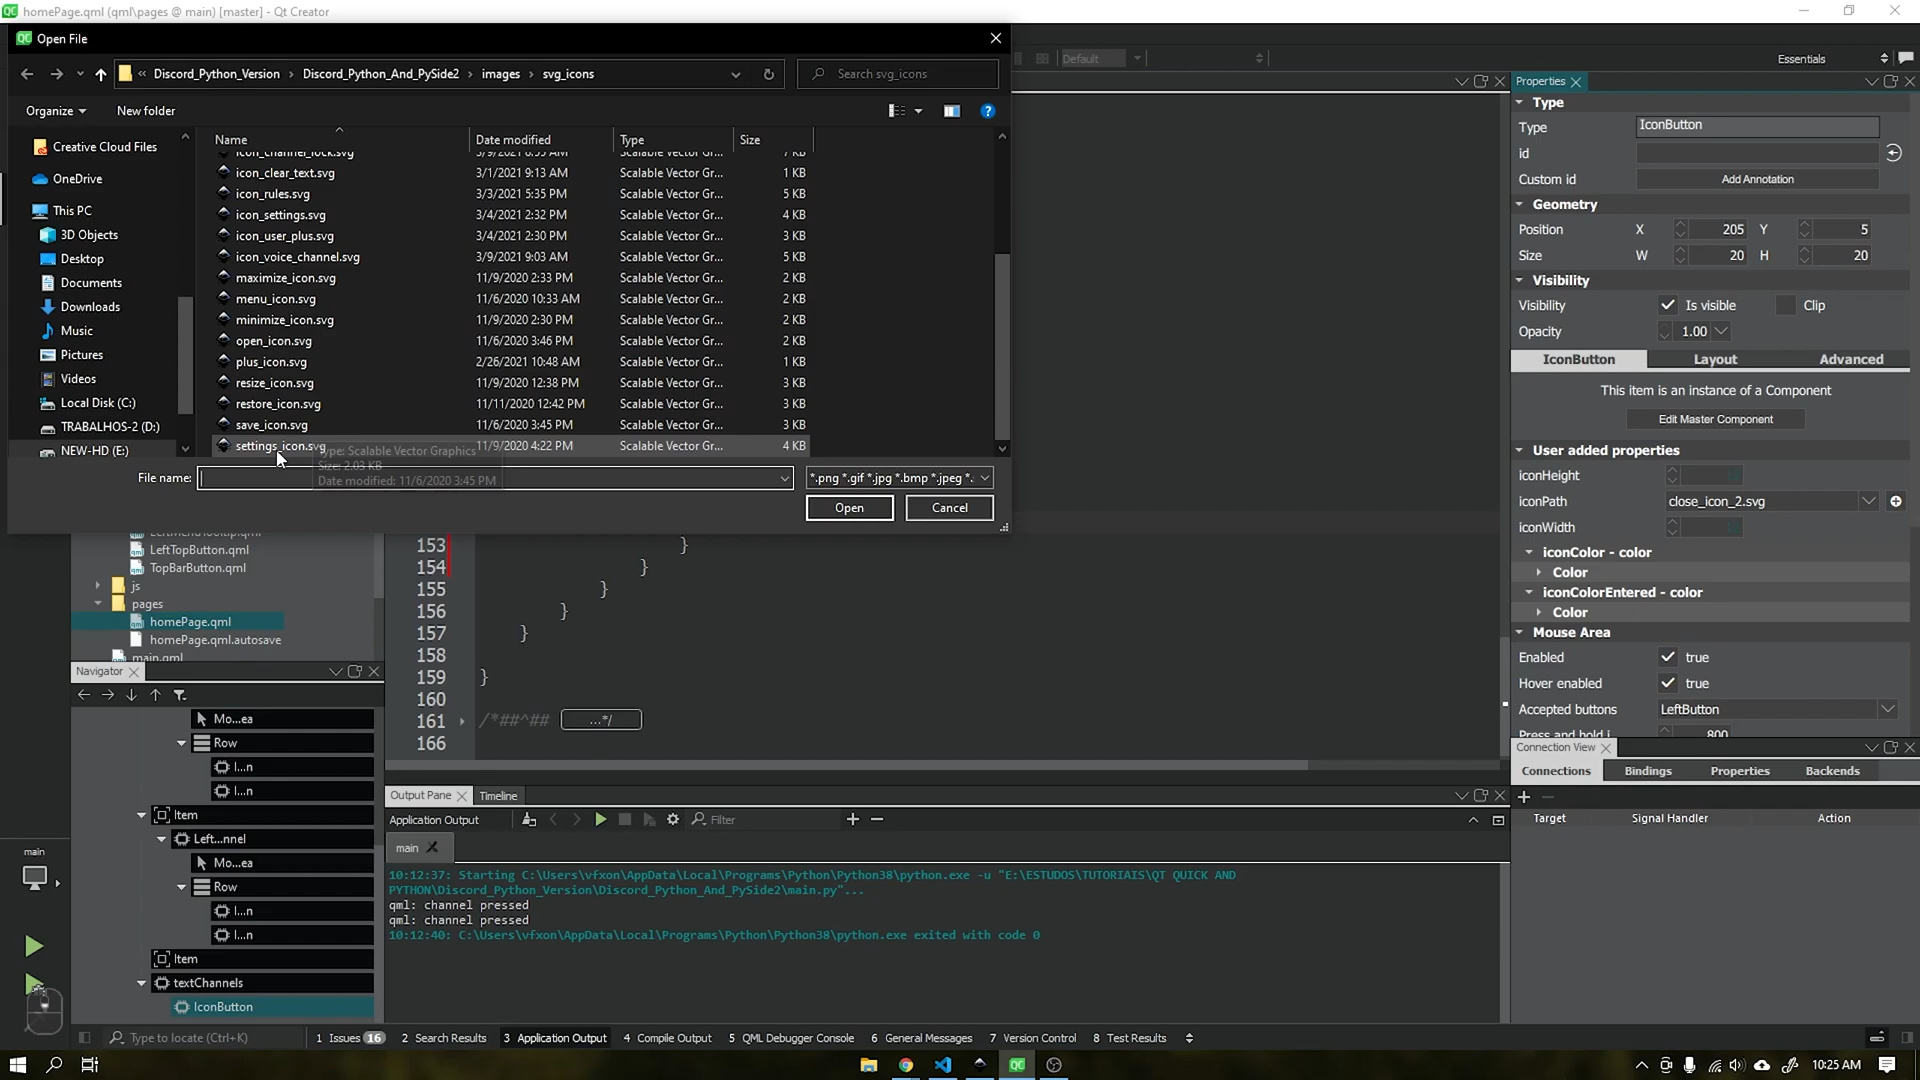 homePage.qml (qml\pages @ main) [master] - Qt Creator
Open File
« Discord_Python_Version > Discord_Python_And_PySide2 > images > svg_icons
Search svg_icons
Organize
New folder
Creative Cloud Files
OneDrive
This PC
3D Objects
Desktop
Documents
Downloads
Music
Pictures
Videos
Local Disk (C:)
TRABALHOS-2 (D:)
NEW-HD (E:)
Name Date modified Type Size
icon_channel_lock.svg 3/9/2021 8:55 AM Scalable Vector Gr... 7 KB
icon_clear_text.svg 3/1/2021 9:13 AM Scalable Vector Gr... 1 KB
icon_rules.svg 3/3/2021 5:35 PM Scalable Vector Gr... 5 KB
icon_settings.svg 3/4/2021 2:32 PM Scalable Vector Gr... 4 KB
icon_user_plus.svg 3/4/2021 2:30 PM Scalable Vector Gr... 3 KB
icon_voice_channel.svg 3/9/2021 9:03 AM Scalable Vector Gr... 5 KB
maximize_icon.svg 11/9/2020 2:33 PM Scalable Vector Gr... 2 KB
menu_icon.svg 11/6/2020 10:33 AM Scalable Vector Gr... 2 KB
minimize_icon.svg 11/9/2020 2:30 PM Scalable Vector Gr... 2 KB
open_icon.svg 11/6/2020 3:46 PM Scalable Vector Gr... 2 KB
plus_icon.svg 2/26/2021 10:48 AM Scalable Vector Gr... 1 KB
resize_icon.svg 11/9/2020 12:38 PM Scalable Vector Gr... 3 KB
restore_icon.svg 11/11/2020 12:42 PM Scalable Vector Gr... 3 KB
save_icon.svg 11/6/2020 3:45 PM Scalable Vector Gr... 3 KB
settings_icon.svg 11/9/2020 4:22 PM Scalable Vector Gr... 4 KB
Type: Scalable Vector Graphics
Size: 2.03 KB
Date modified: 11/6/2020 3:45 PM
File name:
*.png *.gif *.jpg *.bmp *.jpeg *.
Open
Cancel
Default
Essentials
Properties
Type
Type IconButton
id
Custom id Add Annotation
Geometry
Position X 205 Y 5
Size W 20 H 20
Visibility
Visibility Is visible Clip
Opacity 1.00
IconButton Layout Advanced
This item is an instance of a Component
Edit Master Component
User added properties
iconHeight
iconPath close_icon_2.svg
iconWidth
iconColor - color
Color
iconColorEntered - color
Color
Mouse Area
Enabled true
Hover enabled true
Accepted buttons LeftButton
Press and hold i 800
Connection View
Connections Bindings Properties Backends
Target Signal Handler Action
LeftMenuTooltip.qml
LeftTopButton.qml
TopBarButton.qml
js
pages
homePage.qml
homePage.qml.autosave
main.qml
153 }
154 }
155 }
156 }
157 }
158
159 }
160
161 /*##^## ...*/
166
Navigator
Mo...ea
Row
I...n
I...n
Item
Left...nnel
Mo...ea
Row
I...n
I...n
Item
textChannels
IconButton
main
Output Pane
Timeline
Application Output
Filter
main
10:12:37: Starting C:\Users\vfxon\AppData\Local\Programs\Python\Python38\python.exe -u "E:\ESTUDOS\TUTORIAIS\QT QUICK AND
PYTHON\Discord_Python_Version\Discord_Python_And_PySide2\main.py"...
qml: channel pressed
qml: channel pressed
10:12:40: C:\Users\vfxon\AppData\Local\Programs\Python\Python38\python.exe exited with code 0
Type to locate (Ctrl+K)
1 Issues 16
2 Search Results
3 Application Output
4 Compile Output
5 QML Debugger Console
6 General Messages
7 Version Control
8 Test Results
10:25 AM